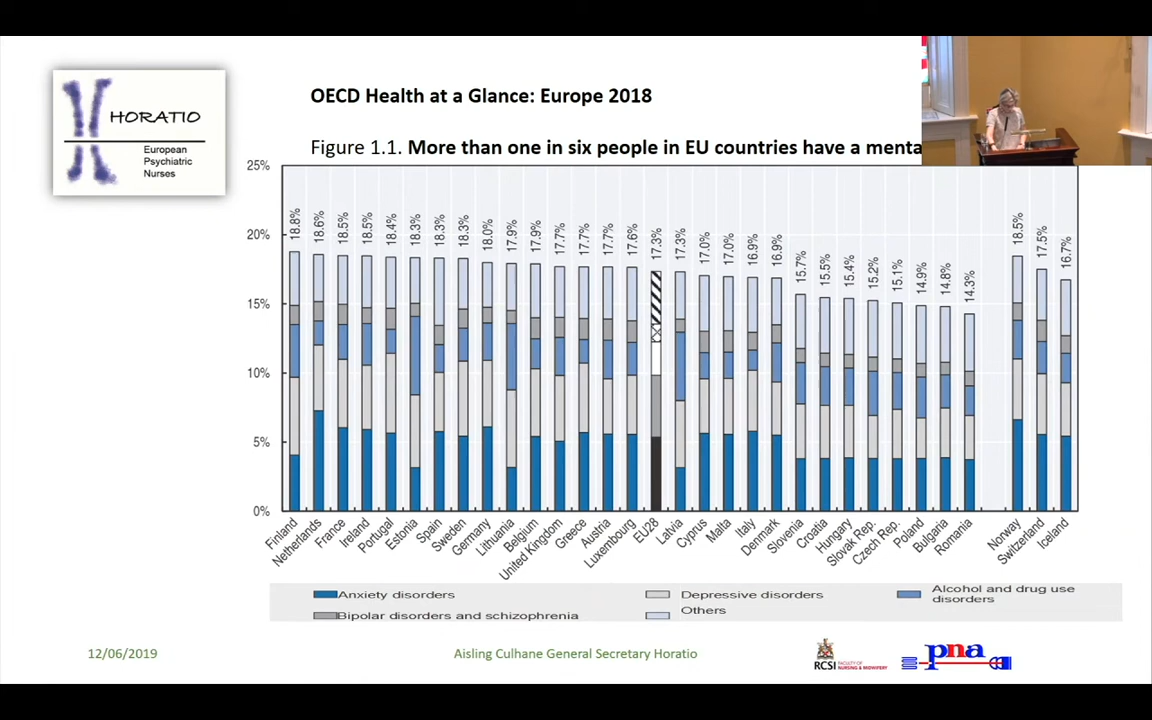 OECD Health at a Glance: Europe 2018
HORATIO
European
Psychiatric
Nurses
Figure 1.1. More than one in six people in EU countries have a menta
25%
20%
15%
10%
5%
0%
18.8% 18.6% 18.5% 18.5% 18.4% 18.3% 18.3% 18.3% 18.0% 17.9% 17.9% 17.7% 17.7% 17.7% 17.6% 17.3% 17.3% 17.0% 17.0% 16.9% 16.9% 15.7% 15.5% 15.4% 15.2% 15.1% 14.9% 14.8% 14.3% 18.5% 17.5% 16.7%
Finland Netherlands France Ireland Portugal Estonia Spain Sweden Germany Lithuania Belgium United Kingdom Greece Austria Luxembourg EU28 Latvia Cyprus Malta Italy Denmark Slovenia Croatia Hungary Slovak Rep. Czech Rep. Poland Bulgaria Romania Norway Switzerland Iceland
Anxiety disorders
Depressive disorders
Alcohol and drug use
disorders
Bipolar disorders and schizophrenia
Others
12/06/2019
Aisling Culhane General Secretary Horatio
RCSI
FACULTY OF
NURSING & MIDWIFERY
pna